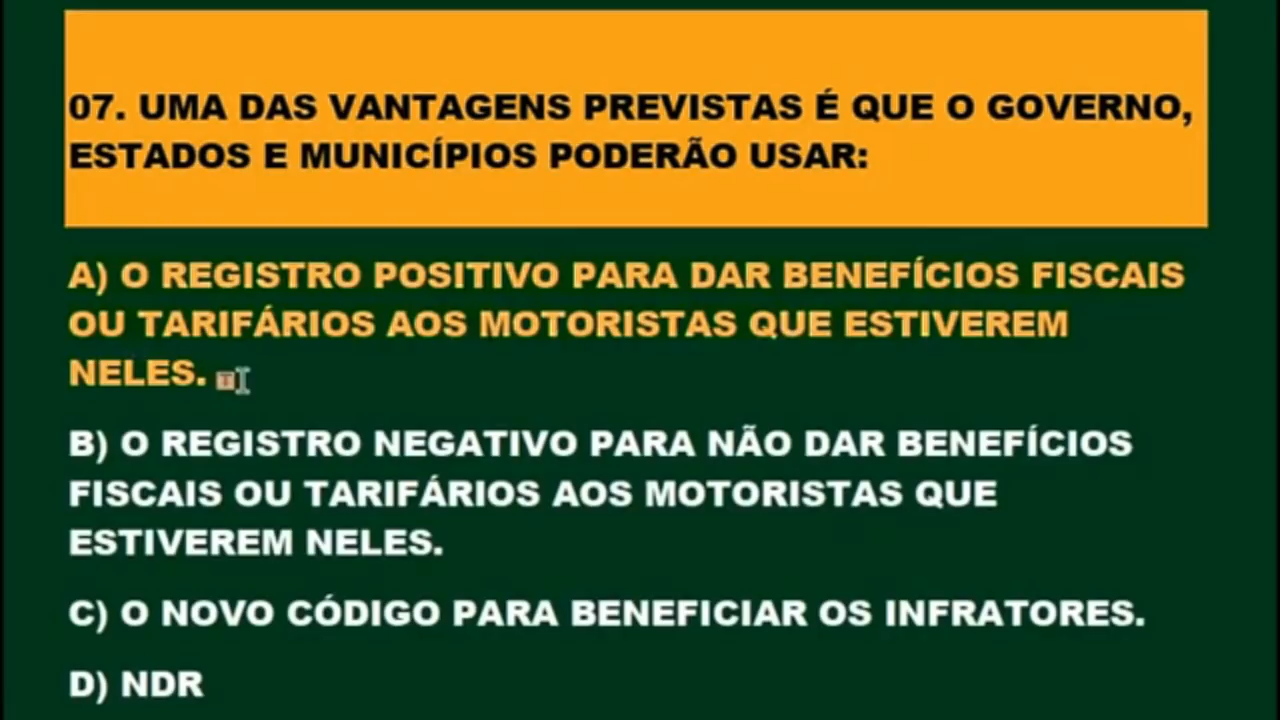 07. UMA DAS VANTAGENS PREVISTAS É QUE O GOVERNO,
ESTADOS E MUNICÍPIOS PODERÃO USAR:
A) O REGISTRO POSITIVO PARA DAR BENEFÍCIOS FISCAIS
OU TARIFÁRIOS AOS MOTORISTAS QUE ESTIVEREM
NELES.
B) O REGISTRO NEGATIVO PARA NÃO DAR BENEFÍCIOS
FISCAIS OU TARIFÁRIOS AOS MOTORISTAS QUE
ESTIVEREM NELES.
C) O NOVO CÓDIGO PARA BENEFICIAR OS INFRATORES.
D) NDR